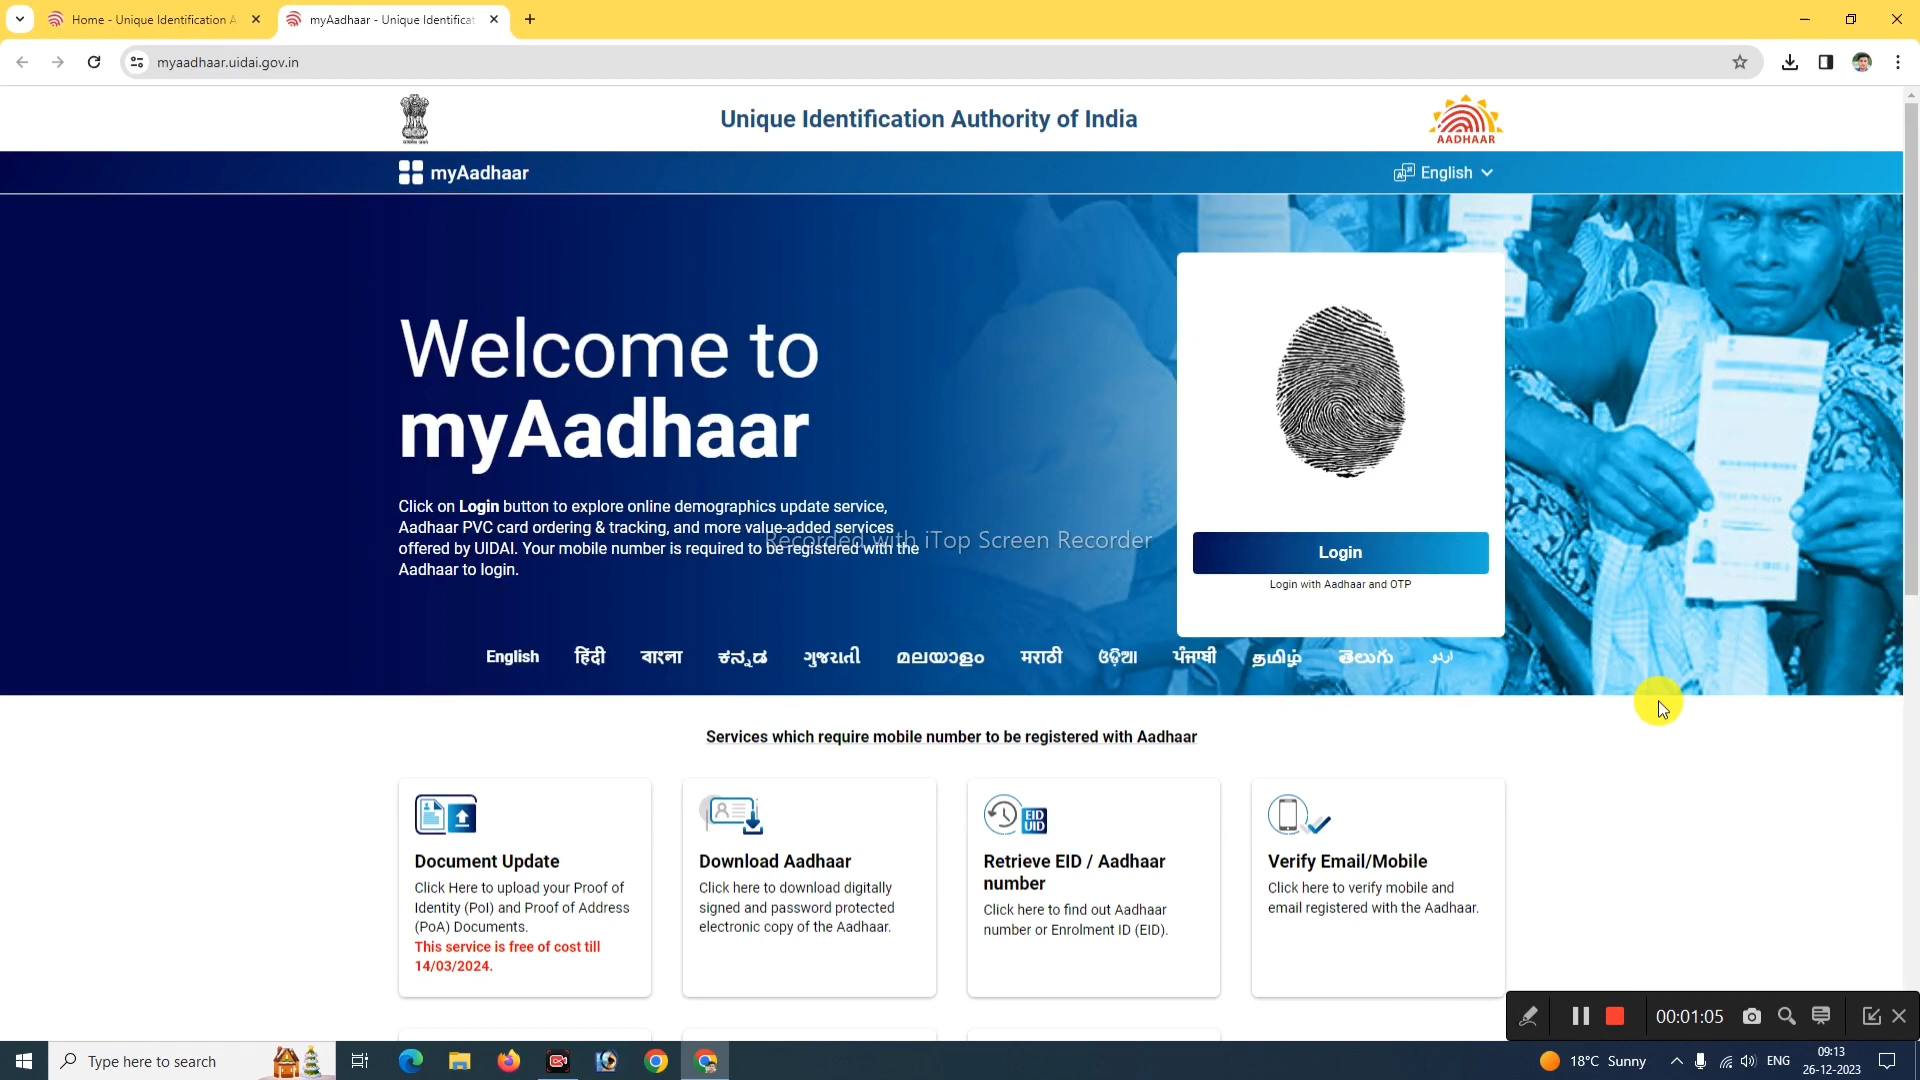 Home - Unique Identification A
myAadhaar - Unique Identificat
myaadhaar.uidai.gov.in
Unique Identification Authority of India
AADHAAR
myAadhaar
English
Welcome to
myAadhaar
Click on Login button to explore online demographics update service,
Aadhaar PVC card ordering & tracking, and more value-added services
offered by UIDAI. Your mobile number is required to be registered with the
Aadhaar to login.
Recorded with iTop Screen Recorder
Login
Login with Aadhaar and OTP
English हिंदी বাংলা ಕನ್ನಡ ગુજરાતી മലയാളം मराठी ଓଡ଼ିଆ ਪੰਜਾਬੀ தமிழ் తెలుగు اردو
Services which require mobile number to be registered with Aadhaar
Document Update
Click Here to upload your Proof of
Identity (PoI) and Proof of Address
(PoA) Documents.
This service is free of cost till
14/03/2024.
Download Aadhaar
Click here to download digitally
signed and password protected
electronic copy of the Aadhaar.
EID
UID
Retrieve EID / Aadhaar
number
Click here to find out Aadhaar
number or Enrolment ID (EID).
Verify Email/Mobile
Click here to verify mobile and
email registered with the Aadhaar.
00:01:05
Type here to search
18°C Sunny
ENG
09:13
26-12-2023